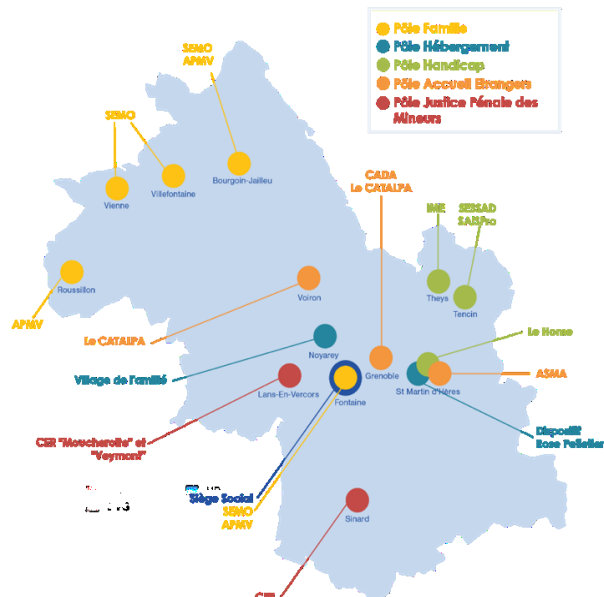 Pôle Famille
Pôle Hébergement
Pôle Handicap
Pôle Accueil Etrangers
Pôle Justice Pénale des
Mineurs
SEMO
APMV
SEMO
Bourgoin-Jailleu
Villefontaine
Vienne
CADA
Le CATALPA
IME
SESSAD
SAISPRO
Roussillon
Voiron
Theys
Tencin
APMV
Le CATALPA
Noyarey
Le Home
Village de l'amitié
Lans-En-Vercors
Fontaine
Grenoble
St Martin d'Hères
ASMA
CER "Moucherotte" et
"Veymont"
Dispositif
Rose Pelletier
Siège Social
SEMO
APMV
Sinard